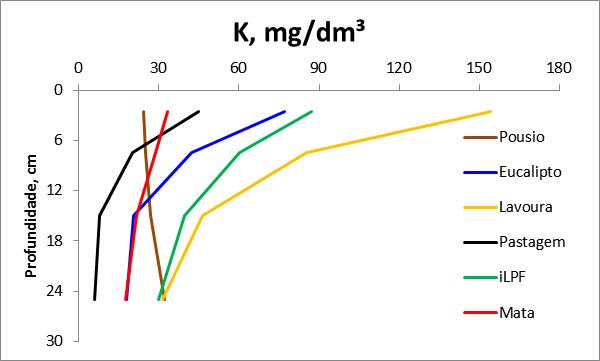 K, mg/dm³
0 30 60 90 120 150 180
0
6
12
18
24
30
Profundidade, cm
Pousio
Eucalipto
Lavoura
Pastagem
iLPF
Mata